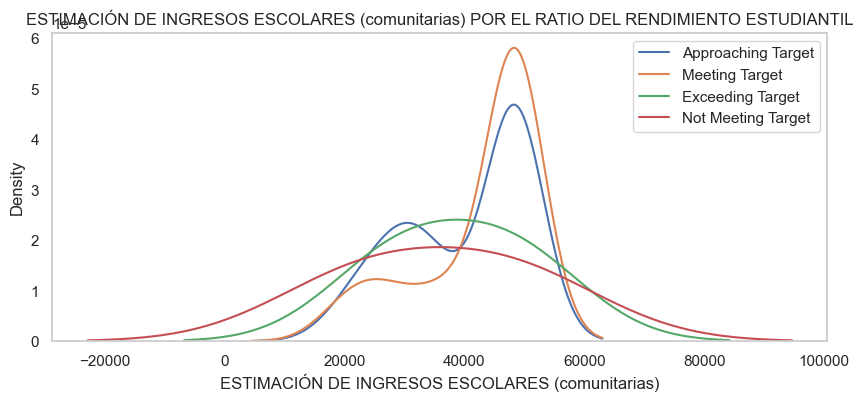 ESTIMACIÓN DE INGRESOS ESCOLARES (comunitarias) POR EL RATIO DEL RENDIMIENTO ESTUDIANTIL
1e−5
6
5
4
3
2
1
0
Density
Approaching Target
Meeting Target
Exceeding Target
Not Meeting Target
−20000 0 20000 40000 60000 80000 100000
ESTIMACIÓN DE INGRESOS ESCOLARES (comunitarias)